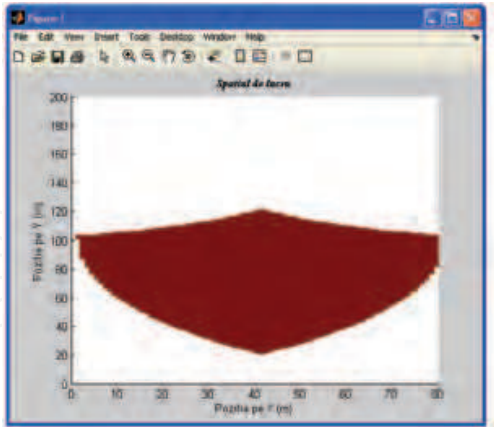 Figure 1
File Edit View Insert Tools Desktop Window Help
Spatiul de lucru
200
180
160
140
120
100
80
60
40
20
0
Pozitia pe Y (m)
0 10 20 30 40 50 60 70 80
Pozitia pe (m)